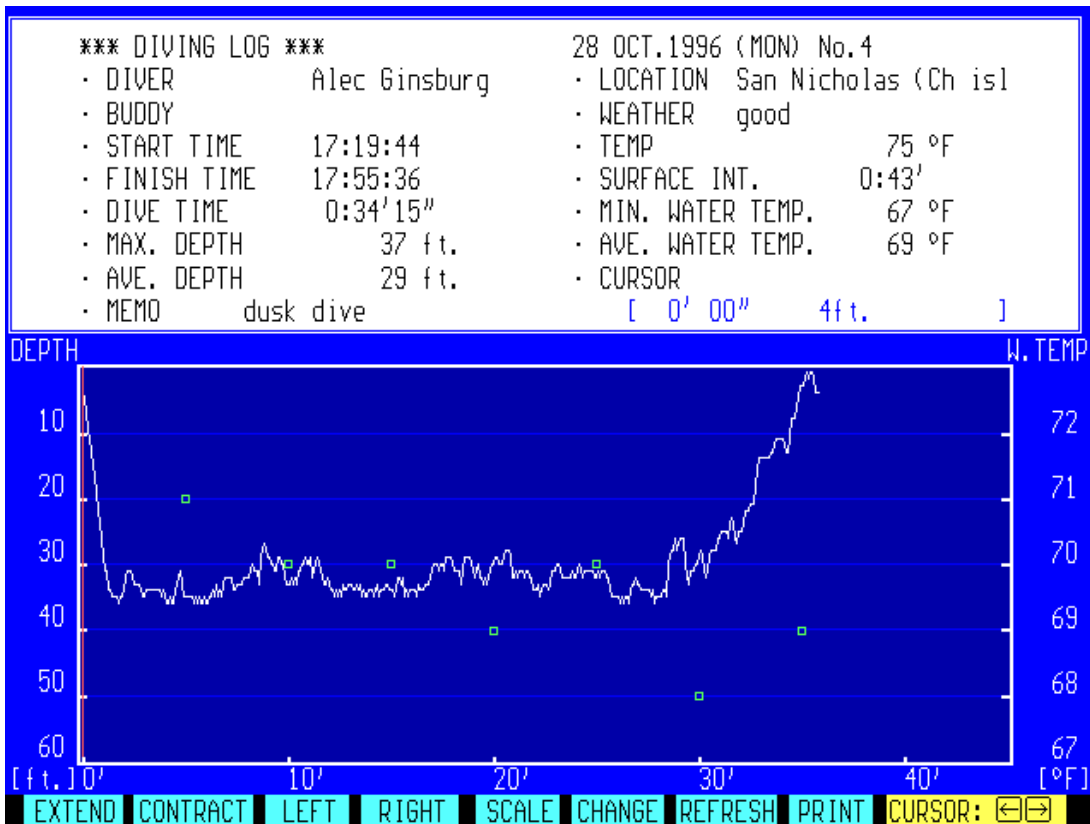 *** DIVING LOG *** 28 OCT.1996 (MON) No.4
· DIVER Alec Ginsburg · LOCATION San Nicholas (Ch isl
· BUDDY · WEATHER good
· START TIME 17:19:44 · TEMP 75 °F
· FINISH TIME 17:55:36 · SURFACE INT. 0:43'
· DIVE TIME 0:34'15" · MIN. WATER TEMP. 67 °F
· MAX. DEPTH 37 ft. · AVE. WATER TEMP. 69 °F
· AVE. DEPTH 29 ft. · CURSOR
· MEMO dusk dive [ 0' 00" 4ft. ]
DEPTH W.TEMP
10 72
20 71
30 70
40 69
50 68
60 67
[ft.] 0' 10' 20' 30' 40' [°F]
EXTEND CONTRACT LEFT RIGHT SCALE CHANGE REFRESH PRINT CURSOR: ←→